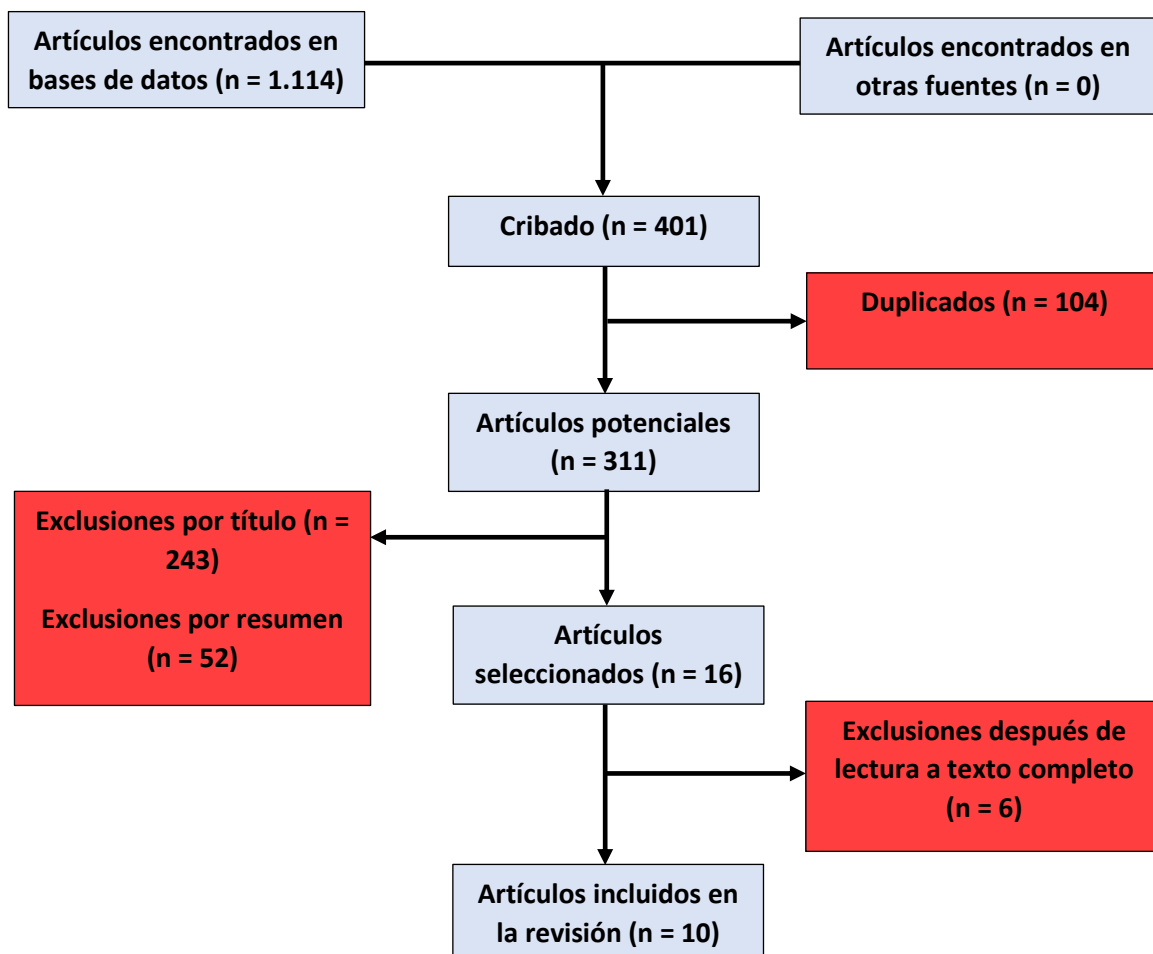 Artículos encontrados en
bases de datos (n = 1.114)
Artículos encontrados en
otras fuentes (n = 0)
Cribado (n = 401)
Duplicados (n = 104)
Artículos potenciales
(n = 311)
Exclusiones por título (n =
243)
Exclusiones por resumen
(n = 52)
Artículos
seleccionados (n = 16)
Exclusiones después de
lectura a texto completo
(n = 6)
Artículos incluidos en
la revisión (n = 10)